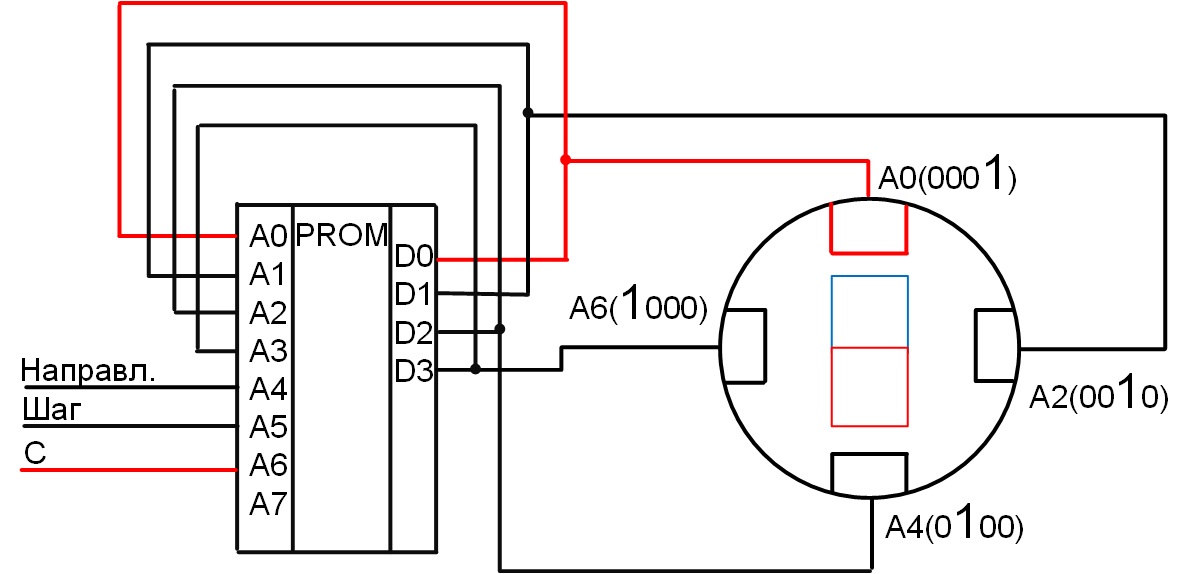 A0
A1
A2
A3
A4
A5
A6
A7
PROM
D0
D1
D2
D3
Направл.
Шаг
С
A0(0001)
A6(1000)
A2(0010)
A4(0100)